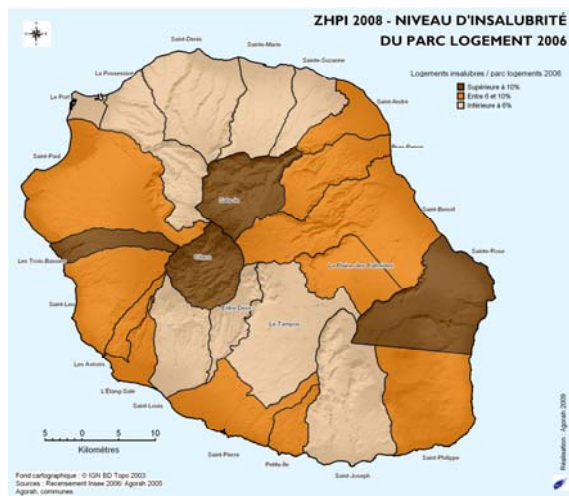 ZHPI 2008 - NIVEAU D'INSALUBRITÉ
DU PARC LOGEMENT 2006
Logements insalubres / parc logements 2006
Supérieure à 10%
Entre 6 et 10%
Inférieure à 6%
Saint-Denis
Sainte-Marie
Sainte-Suzanne
La Possession
Le Port
Saint-André
Saint-Paul
Salazie
Saint-Benoît
Sainte-Rose
Cilaos
Les Trois-Bassins
La Plaine des Palmistes
Saint-Leu
Entre-Deux
Le Tampon
Les Avirons
L'Étang-Salé
Saint-Louis
Saint-Pierre
Petite-Ile
Saint-Joseph
Saint-Philippe
5 0 5 10
Kilomètres
Fond cartographique : © IGN BD Topo 2003
Sources : Recensement Insee 2006/ Agorah 2005
Agorah, communes
Réalisation : Agorah 2009